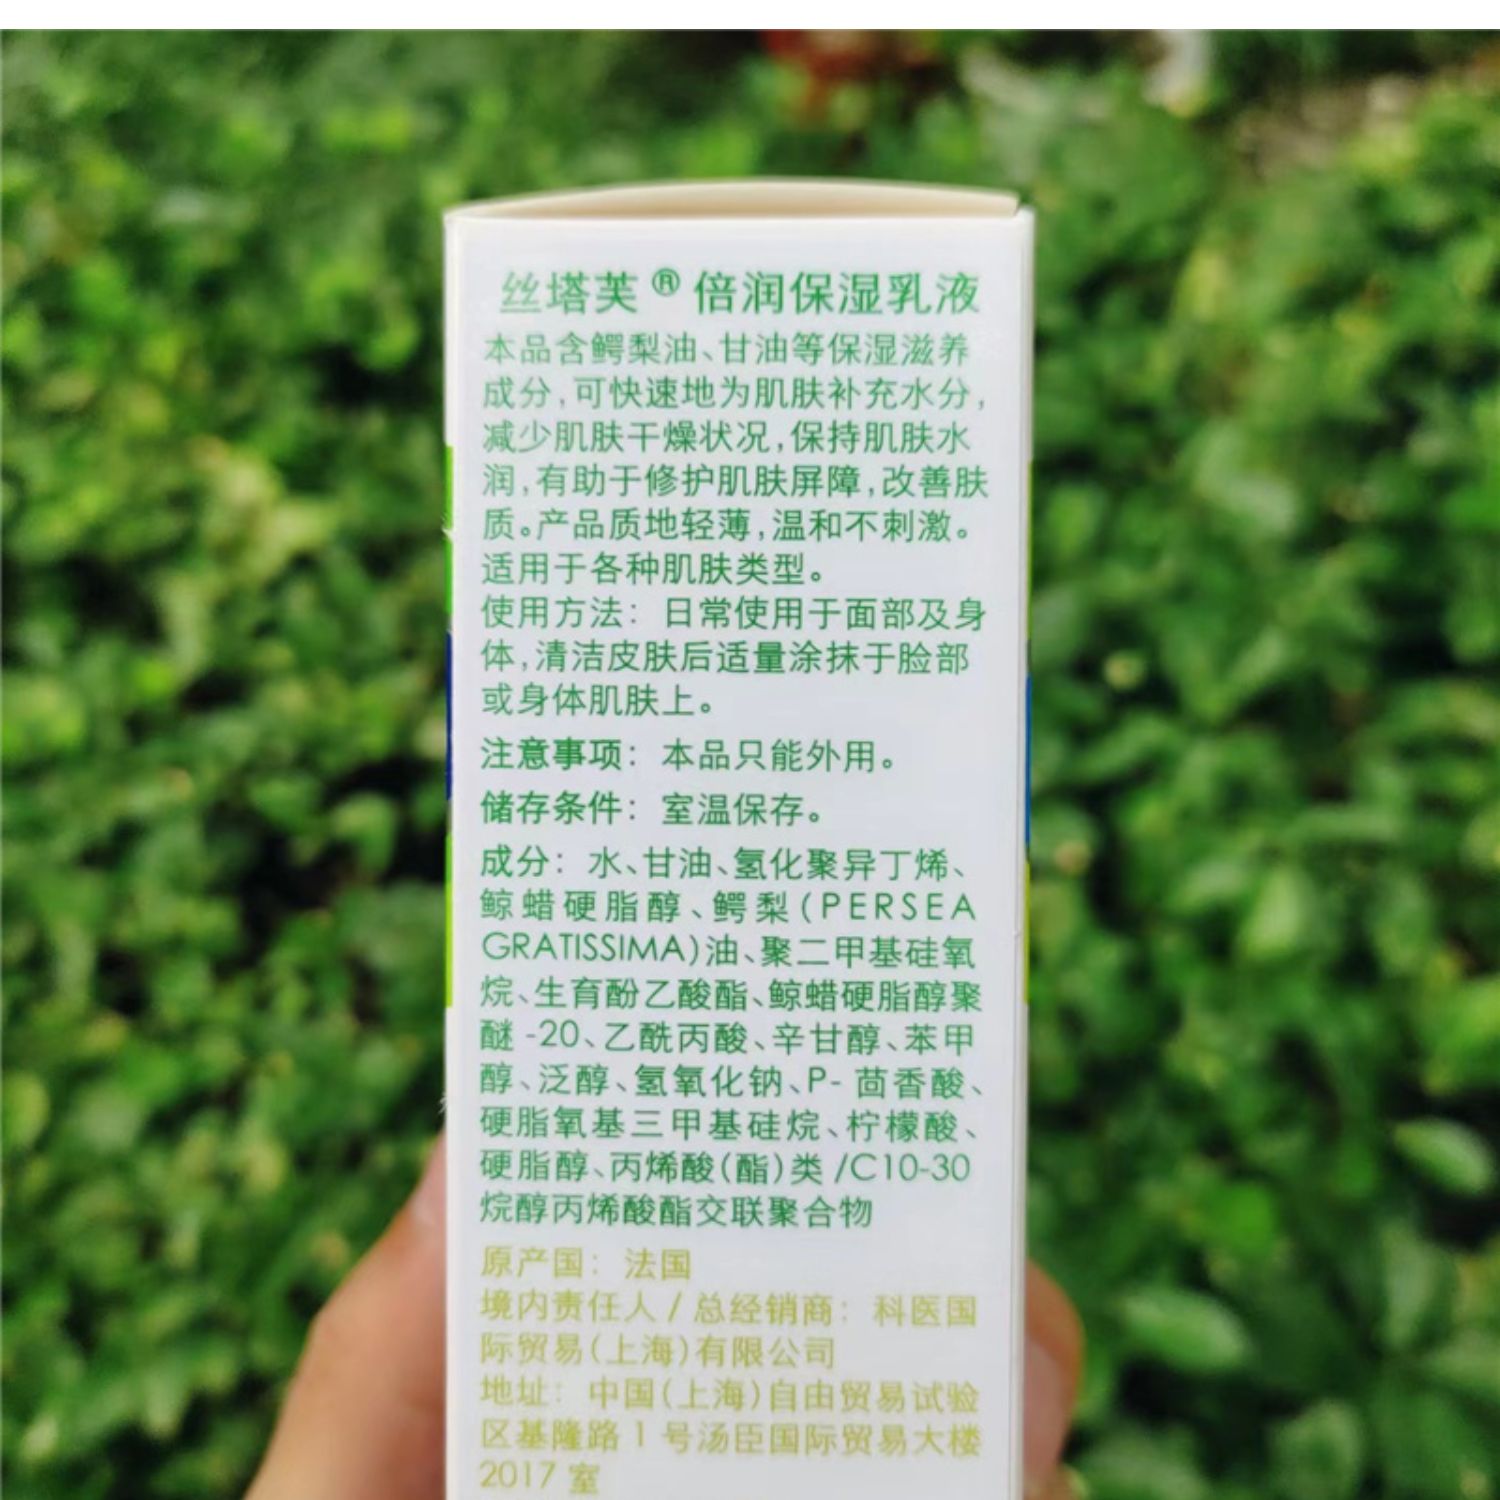 丝塔芙®倍润保湿乳液
本品含鳄梨油、甘油等保湿滋养
成分,可快速地为肌肤补充水分,
减少肌肤干燥状况,保持肌肤水
润,有助于修护肌肤屏障,改善肤
质。产品质地轻薄,温和不刺激。
适用于各种肌肤类型。
使用方法：日常使用于面部及身
体,清洁皮肤后适量涂抹于脸部
或身体肌肤上。
注意事项：本品只能外用。
储存条件：室温保存。
成分：水、甘油、氢化聚异丁烯、
鲸蜡硬脂醇、鳄梨(PERSEA
GRATISSIMA)油、聚二甲基硅氧
烷、生育酚乙酸酯、鲸蜡硬脂醇聚
醚-20、乙酰丙酸、辛甘醇、苯甲
醇、泛醇、氢氧化钠、P-茴香酸、
硬脂氧基三甲基硅烷、柠檬酸、
硬脂醇、丙烯酸(酯)类/C10-30
烷醇丙烯酸酯交联聚合物
原产国：法国
境内责任人/总经销商：科医国
际贸易(上海)有限公司
地址：中国(上海)自由贸易试验
区基隆路1号汤臣国际贸易大楼
2017室